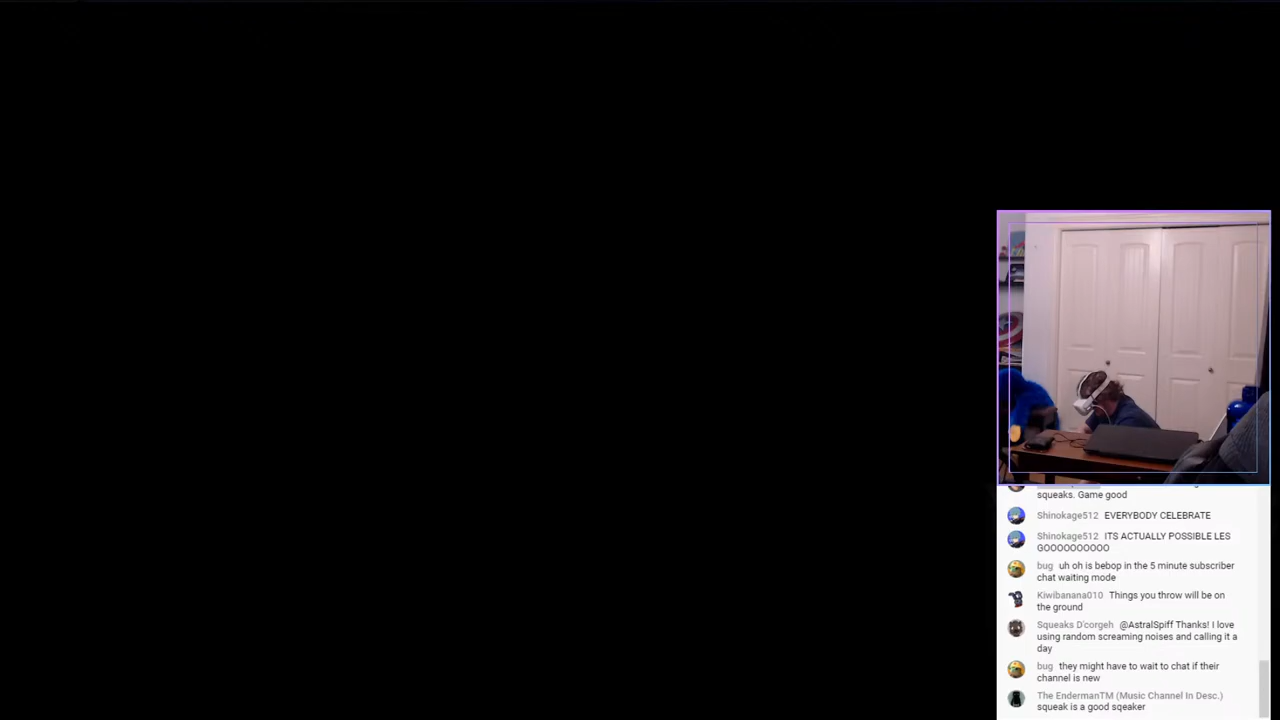 squeaks. Game good
Shinokage512 EVERYBODY CELEBRATE
Shinokage512 ITS ACTUALLY POSSIBLE LES
GOOOOOOOOOO
bug uh oh is bebop in the 5 minute subscriber
chat waiting mode
Kiwibanana010 Things you throw will be on
the ground
Squeaks D'corgeh @AstralSpiff Thanks! I love
using random screaming noises and calling it a
day
bug they might have to wait to chat if their
channel is new
The EndermanTM (Music Channel In Desc.)
squeak is a good sqeaker